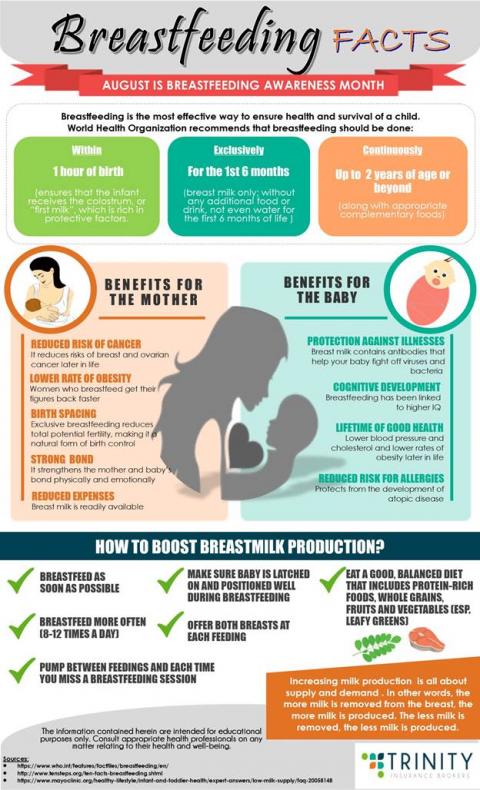 Breastfeeding FACTS
AUGUST IS BREASTFEEDING AWARENESS MONTH
Breastfeeding is the most effective way to ensure health and survival of a child.
World Health Organization recommends that breastfeeding should be done:
Within
1 hour of birth
(ensures that the infant
receives the colostrum, or
"first milk", which is rich in
protective factors.
Exclusively
For the 1st 6 months
(breast milk only; without
any additional food or
drink, not even water for
the first 6 months of life )
Continuously
Up to 2 years of age or
beyond
(along with appropriate
complementary foods)
BENEFITS FOR
THE MOTHER
REDUCED RISK OF CANCER
It reduces risks of breast and ovarian
cancer later in life
LOWER RATE OF OBESITY
Women who breastfeed get their
figures back faster
BIRTH SPACING
Exclusive breastfeeding reduces
total potential fertility, making it a
natural form of birth control
STRONG BOND
It strengthens the mother and baby's
bond physically and emotionally
REDUCED EXPENSES
Breast milk is readily available
BENEFITS FOR
THE BABY
PROTECTION AGAINST ILLNESSES
Breast milk contains antibodies that
help your baby fight off viruses and
bacteria
COGNITIVE DEVELOPMENT
Breastfeeding has been linked
to higher IQ
LIFETIME OF GOOD HEALTH
Lower blood pressure and
cholesterol and lower rates of
obesity later in life
REDUCED RISK FOR ALLERGIES
Protects from the development of
atopic disease
HOW TO BOOST BREASTMILK PRODUCTION?
BREASTFEED AS
SOON AS POSSIBLE
MAKE SURE BABY IS LATCHED
ON AND POSITIONED WELL
DURING BREASTFEEDING
EAT A GOOD, BALANCED DIET
THAT INCLUDES PROTEIN-RICH
FOODS, WHOLE GRAINS,
FRUITS AND VEGETABLES (ESP.
LEAFY GREENS)
BREASTFEED MORE OFTEN
(8-12 TIMES A DAY)
OFFER BOTH BREASTS AT
EACH FEEDING
PUMP BETWEEN FEEDINGS AND EACH TIME
YOU MISS A BREASTFEEDING SESSION
Increasing milk production is all about
supply and demand . In other words, the
more milk is removed from the breast, the
more milk is produced. The less milk is
removed, the less milk is produced.
The information contained herein are intended for educational
purposes only. Consult appropriate health professionals on any
matter relating to their health and well-being.
Sources:
• https://www.who.int/features/factfiles/breastfeeding/en/
• http://www.tensteps.org/ten-facts-breastfeeding.shtml
• https://www.mayoclinic.org/healthy-lifestyle/infant-and-toddler-health/expert-answers/low-milk-supply/faq-20058148
TRINITY
INSURANCE BROKERS